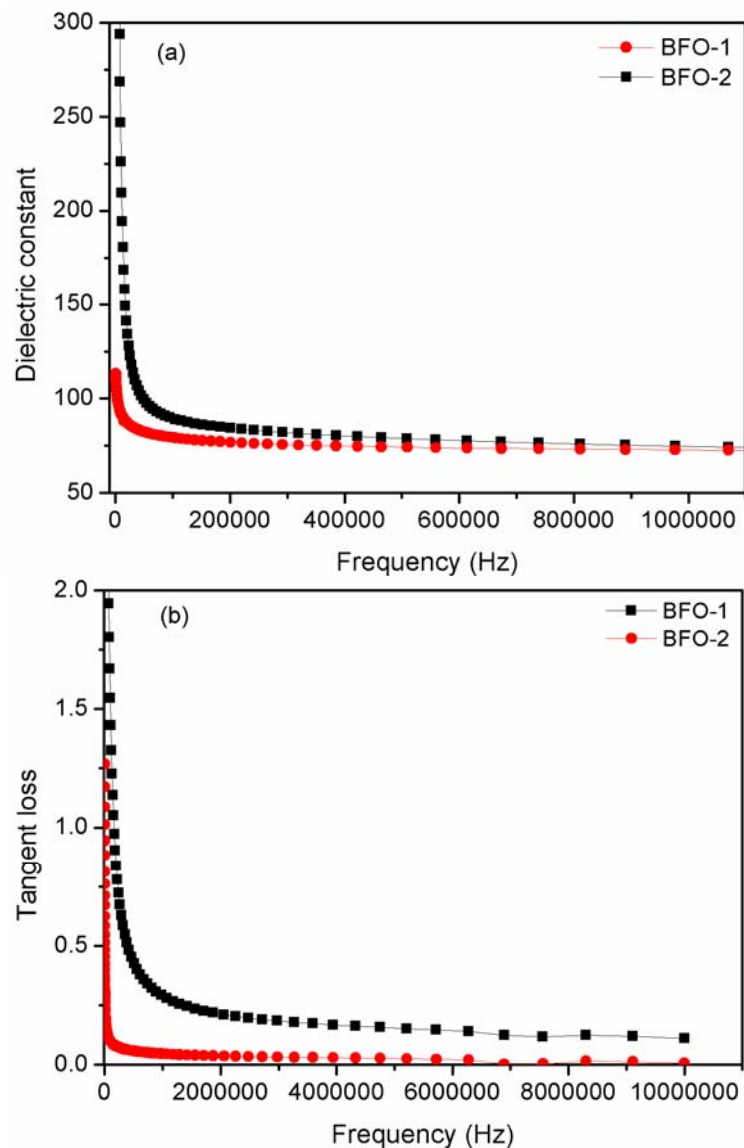 (a)
BFO-1
BFO-2
300
250
200
150
100
50
Dielectric constant
0
200000
400000
600000
800000
1000000
Frequency (Hz)
(b)
BFO-1
BFO-2
2.0
1.5
1.0
0.5
0.0
Tangent loss
0
2000000
4000000
6000000
8000000
10000000
Frequency (Hz)